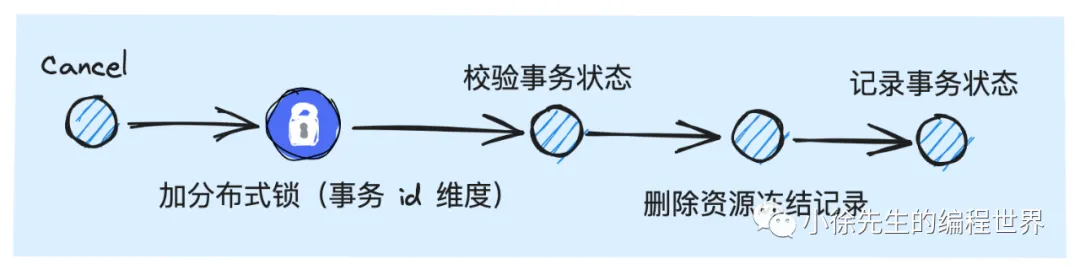 Cancel
校验事务状态
记录事务状态
加分布式锁（事务 id 维度）
删除资源冻结记录
小徐先生的编程世界